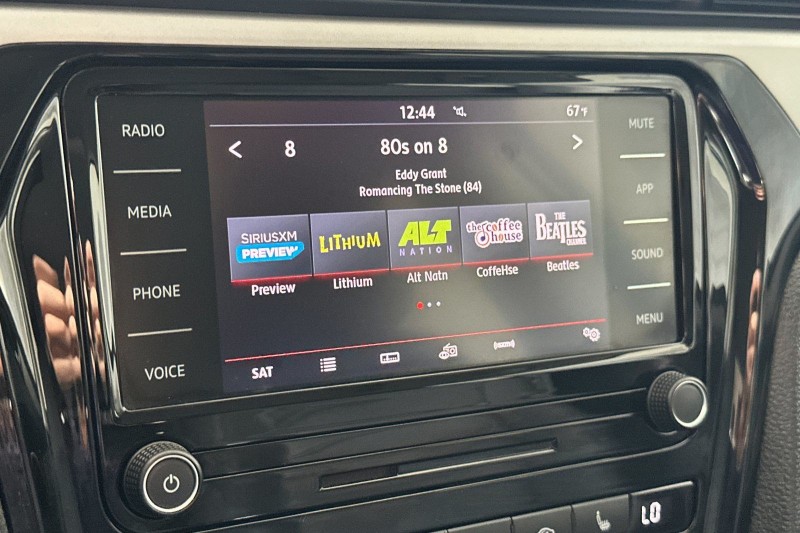 12:44 67°F
RADIO
MEDIA
PHONE
VOICE
< 8 80s on 8 >
Eddy Grant
Romancing The Stone (84)
SIRIUSXM
PREVIEW
LITHIUM
ALT
NATION
the coffee
house
THE
BEATLES
CHANNEL
Preview
Lithium
Alt Natn
CoffeHse
Beatles
SAT
MUTE
APP
SOUND
MENU
LO